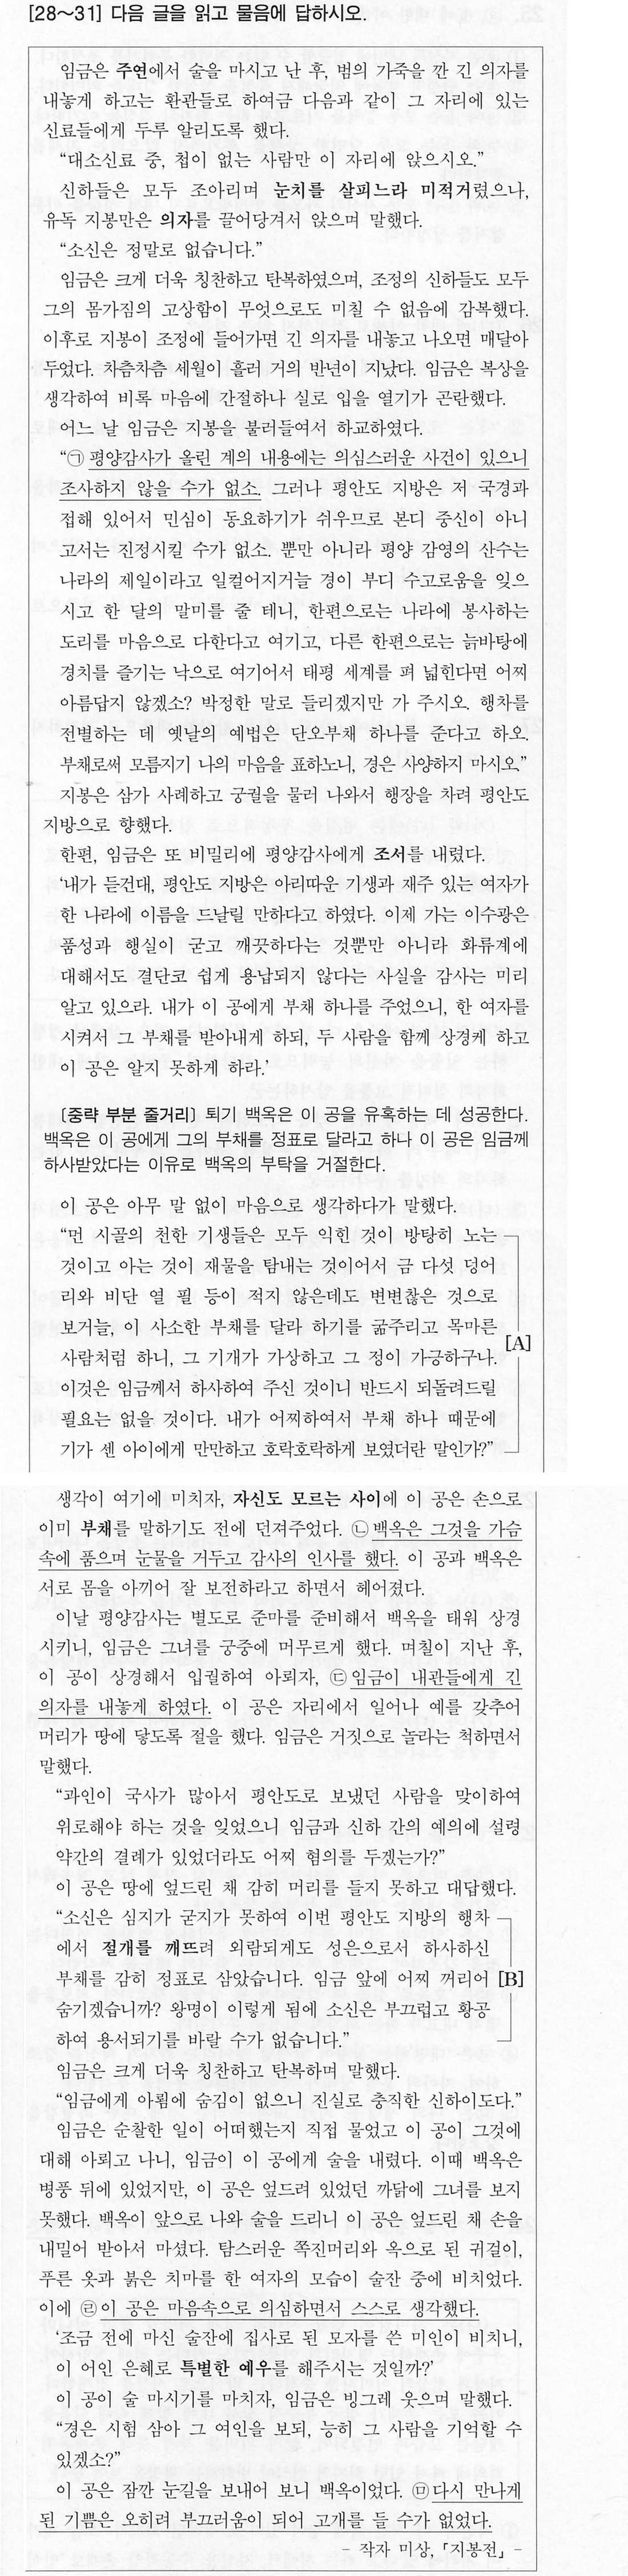 [28～31] 다음 글을 읽고 물음에 답하시오.
임금은 주연에서 술을 마시고 난 후, 범의 가죽을 깐 긴 의자를
내놓게 하고는 환관들로 하여금 다음과 같이 그 자리에 있는
신료들에게 두루 알리도록 했다.
“대소신료 중, 첩이 없는 사람만 이 자리에 앉으시오.”
신하들은 모두 조아리며 눈치를 살피느라 미적거렸으나,
유독 지봉만은 의자를 끌어당겨서 앉으며 말했다.
“소신은 정말로 없습니다.”
임금은 크게 더욱 칭찬하고 탄복하였으며, 조정의 신하들도 모두
그의 몸가짐의 고상함이 무엇으로도 미칠 수 없음에 감복했다.
이후로 지봉이 조정에 들어가면 긴 의자를 내놓고 나오면 매달아
두었다. 차츰차츰 세월이 흘러 거의 반년이 지났다. 임금은 복상을
생각하여 비록 마음에 간절하나 실로 입을 열기가 곤란했다.
어느 날 임금은 지봉을 불러들여서 하교하였다.
“㉠평양감사가 올린 계의 내용에는 의심스러운 사건이 있으니
조사하지 않을 수가 없소. 그러나 평안도 지방은 저 국경과
접해 있어서 민심이 동요하기가 쉬우므로 본디 중신이 아니
고서는 진정시킬 수가 없소. 뿐만 아니라 평양 감영의 산수는
나라의 제일이라고 일컬어지거늘 경이 부디 수고로움을 잊으
시고 한 달의 말미를 줄 테니, 한편으로는 나라에 봉사하는
도리를 마음으로 다한다고 여기고, 다른 한편으로는 늙바탕에
경치를 즐기는 낙으로 여기어서 태평 세계를 펴 넓힌다면 어찌
아름답지 않겠소? 박정한 말로 들리겠지만 가 주시오. 행차를
전별하는 데 옛날의 예법은 단오부채 하나를 준다고 하오.
부채로써 모름지기 나의 마음을 표하노니, 경은 사양하지 마시오.”
지봉은 삼가 사례하고 궁궐을 물러 나와서 행장을 차려 평안도
지방으로 향했다.
한편, 임금은 또 비밀리에 평양감사에게 조서를 내렸다.
‘내가 듣건대, 평안도 지방은 아리따운 기생과 재주 있는 여자가
한 나라에 이름을 드날릴 만하다고 하였다. 이제 가는 이수광은
품성과 행실이 굳고 깨끗하다는 것뿐만 아니라 화류계에
대해서도 결단코 쉽게 용납되지 않다는 사실을 감사는 미리
알고 있으라. 내가 이 공에게 부채 하나를 주었으니, 한 여자를
시켜서 그 부채를 받아내게 하되, 두 사람을 함께 상경케 하고
이 공은 알지 못하게 하라.’
〔중략 부분 줄거리〕 퇴기 백옥은 이 공을 유혹하는 데 성공한다.
백옥은 이 공에게 그의 부채를 정표로 달라고 하나 이 공은 임금께
하사받았다는 이유로 백옥의 부탁을 거절한다.
이 공은 아무 말 없이 마음으로 생각하다가 말했다.
“먼 시골의 천한 기생들은 모두 익힌 것이 방탕히 노는
것이고 아는 것이 재물을 탐내는 것이어서 금 다섯 덩어
리와 비단 열 필 등이 적지 않은데도 변변찮은 것으로
보거늘, 이 사소한 부채를 달라 하기를 굶주리고 목마른
사람처럼 하니, 그 기개가 가상하고 그 정이 가긍하구나.
[A]
이것은 임금께서 하사하여 주신 것이니 반드시 되돌려드릴
필요는 없을 것이다. 내가 어찌하여서 부채 하나 때문에
기가 센 아이에게 만만하고 호락호락하게 보였더란 말인가?”
생각이 여기에 미치자, 자신도 모르는 사이에 이 공은 손으로
이미 부채를 말하기도 전에 던져주었다. ㉡백옥은 그것을 가슴
속에 품으며 눈물을 거두고 감사의 인사를 했다. 이 공과 백옥은
서로 몸을 아끼어 잘 보전하라고 하면서 헤어졌다.
이날 평양감사는 별도로 준마를 준비해서 백옥을 태워 상경
시키니, 임금은 그녀를 궁중에 머무르게 했다. 며칠이 지난 후,
이 공이 상경해서 입궐하여 아뢰자, ㉢임금이 내관들에게 긴
의자를 내놓게 하였다. 이 공은 자리에서 일어나 예를 갖추어
머리가 땅에 닿도록 절을 했다. 임금은 거짓으로 놀라는 척하면서
말했다.
“과인이 국사가 많아서 평안도로 보냈던 사람을 맞이하여
위로해야 하는 것을 잊었으니 임금과 신하 간의 예의에 설령
약간의 결례가 있었더라도 어찌 혐의를 두겠는가?”
이 공은 땅에 엎드린 채 감히 머리를 들지 못하고 대답했다.
“소신은 심지가 굳지가 못하여 이번 평안도 지방의 행차
에서 절개를 깨뜨려 외람되게도 성은으로서 하사하신
부채를 감히 정표로 삼았습니다. 임금 앞에 어찌 꺼리어 [B]
숨기겠습니까? 왕명이 이렇게 됨에 소신은 부끄럽고 황공
하여 용서되기를 바랄 수가 없습니다.”
임금은 크게 더욱 칭찬하고 탄복하며 말했다.
“임금에게 아룀에 숨김이 없으니 진실로 충직한 신하이도다.”
임금은 순찰한 일이 어떠했는지 직접 물었고 이 공이 그것에
대해 아뢰고 나니, 임금이 이 공에게 술을 내렸다. 이때 백옥은
병풍 뒤에 있었지만, 이 공은 엎드려 있었던 까닭에 그녀를 보지
못했다. 백옥이 앞으로 나와 술을 드리니 이 공은 엎드린 채 손을
내밀어 받아서 마셨다. 탐스러운 쪽진머리와 옥으로 된 귀걸이,
푸른 옷과 붉은 치마를 한 여자의 모습이 술잔 중에 비치었다.
이에 ㉣이 공은 마음속으로 의심하면서 스스로 생각했다.
‘조금 전에 마신 술잔에 집사로 된 모자를 쓴 미인이 비치니,
이 어인 은혜로 특별한 예우를 해주시는 것일까?’
이 공이 술 마시기를 마치자, 임금은 빙그레 웃으며 말했다.
“경은 시험 삼아 그 여인을 보되, 능히 그 사람을 기억할 수
있겠소?”
이 공은 잠깐 눈길을 보내어 보니 백옥이었다. ㉤다시 만나게
된 기쁨은 오히려 부끄러움이 되어 고개를 들 수가 없었다.
- 작자 미상, 「지봉전」 -